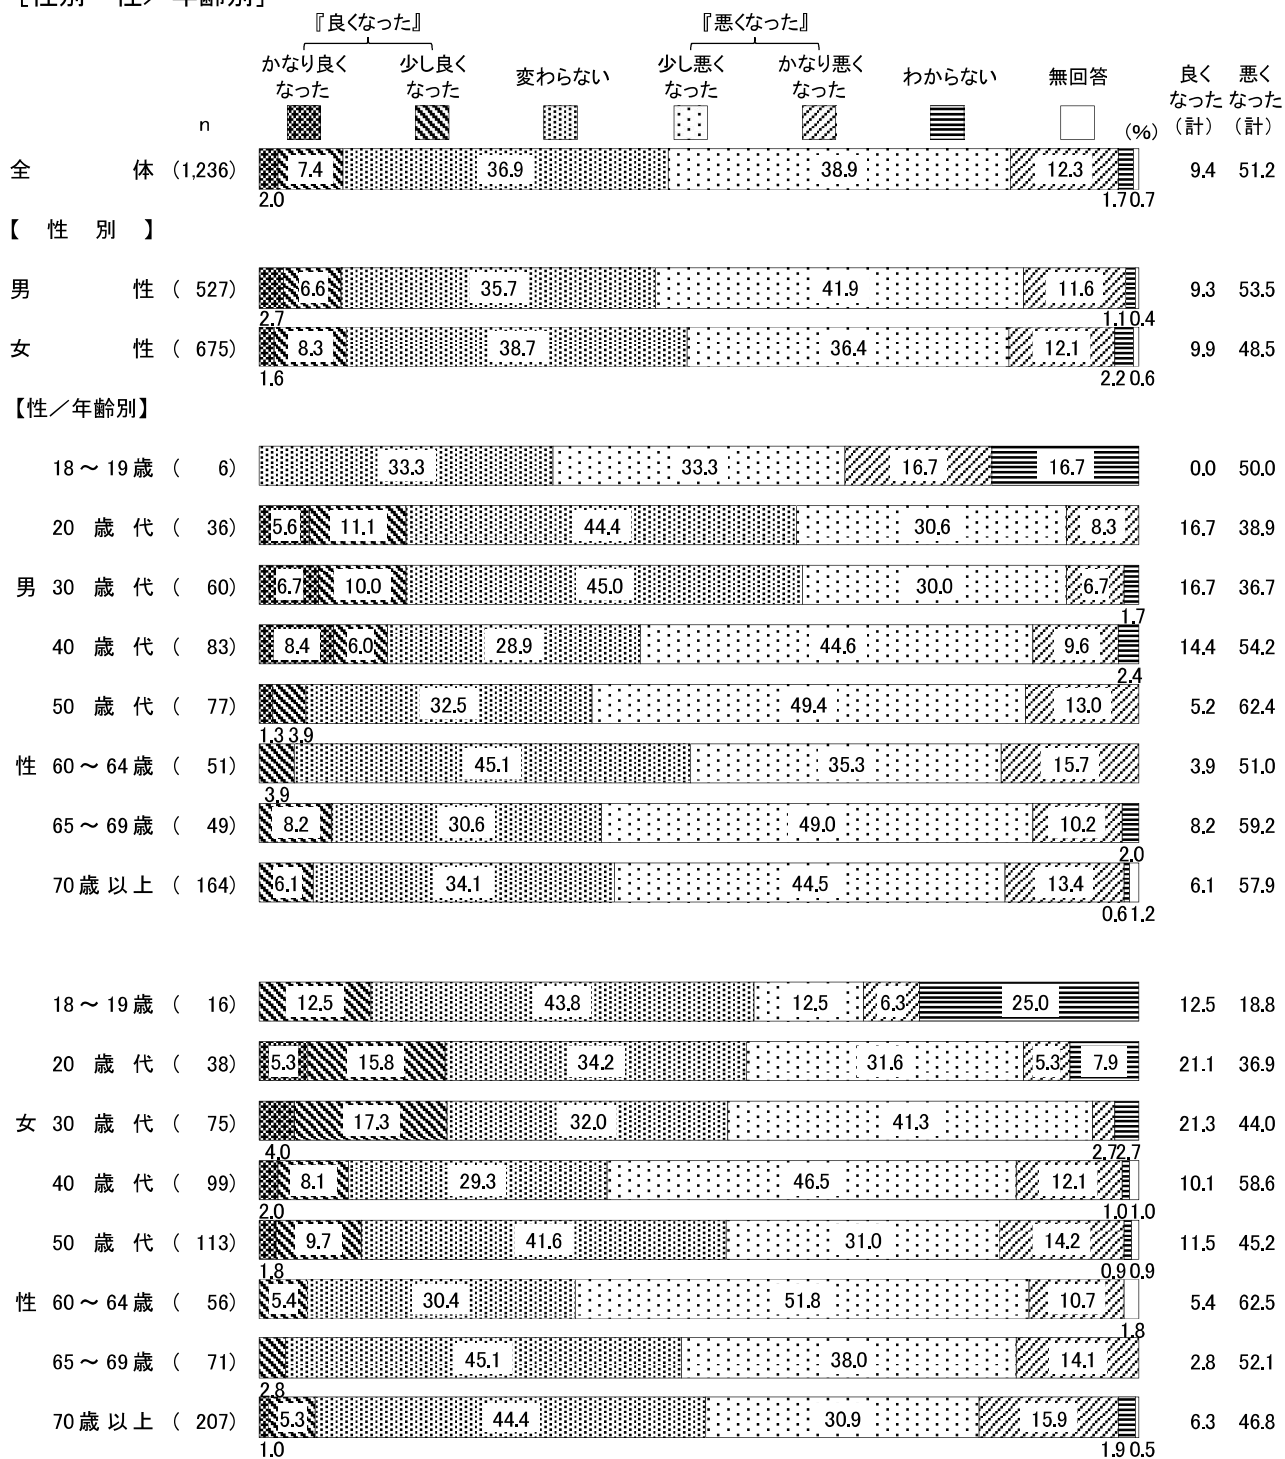 ［性別・性／年齢別］
『良くなった』 『悪くなった』
かなり良く 少し良く 変わらない 少し悪く かなり悪く わからない 無回答 良く 悪く
なった なった なった なった なった なった
n (%) （計） （計）
全体 (1,236) 7.4 36.9 38.9 12.3 9.4 51.2
2.0 1.7 0.7
【性別】
男性 ( 527) 6.6 35.7 41.9 11.6 9.3 53.5
2.7 1.1 0.4
女性 ( 675) 8.3 38.7 36.4 12.1 9.9 48.5
1.6 2.2 0.6
【性／年齢別】
18～19歳 ( 6) 33.3 33.3 16.7 16.7 0.0 50.0
20歳代 ( 36) 5.6 11.1 44.4 30.6 8.3 16.7 38.9
男 30歳代 ( 60) 6.7 10.0 45.0 30.0 6.7 16.7 36.7
1.7
40歳代 ( 83) 8.4 6.0 28.9 44.6 9.6 14.4 54.2
2.4
50歳代 ( 77) 32.5 49.4 13.0 5.2 62.4
1.3 3.9
性 60～64歳 ( 51) 45.1 35.3 15.7 3.9 51.0
3.9
65～69歳 ( 49) 8.2 30.6 49.0 10.2 8.2 59.2
2.0
70歳以上 ( 164) 6.1 34.1 44.5 13.4 6.1 57.9
0.6 1.2
18～19歳 ( 16) 12.5 43.8 12.5 6.3 25.0 12.5 18.8
20歳代 ( 38) 5.3 15.8 34.2 31.6 5.3 7.9 21.1 36.9
女 30歳代 ( 75) 17.3 32.0 41.3 21.3 44.0
4.0 2.7 2.7
40歳代 ( 99) 8.1 29.3 46.5 12.1 10.1 58.6
2.0 1.0 1.0
50歳代 ( 113) 9.7 41.6 31.0 14.2 11.5 45.2
1.8 0.9 0.9
性 60～64歳 ( 56) 5.4 30.4 51.8 10.7 5.4 62.5
1.8
65～69歳 ( 71) 45.1 38.0 14.1 2.8 52.1
2.8
70歳以上 ( 207) 5.3 44.4 30.9 15.9 6.3 46.8
1.0 1.9 0.5